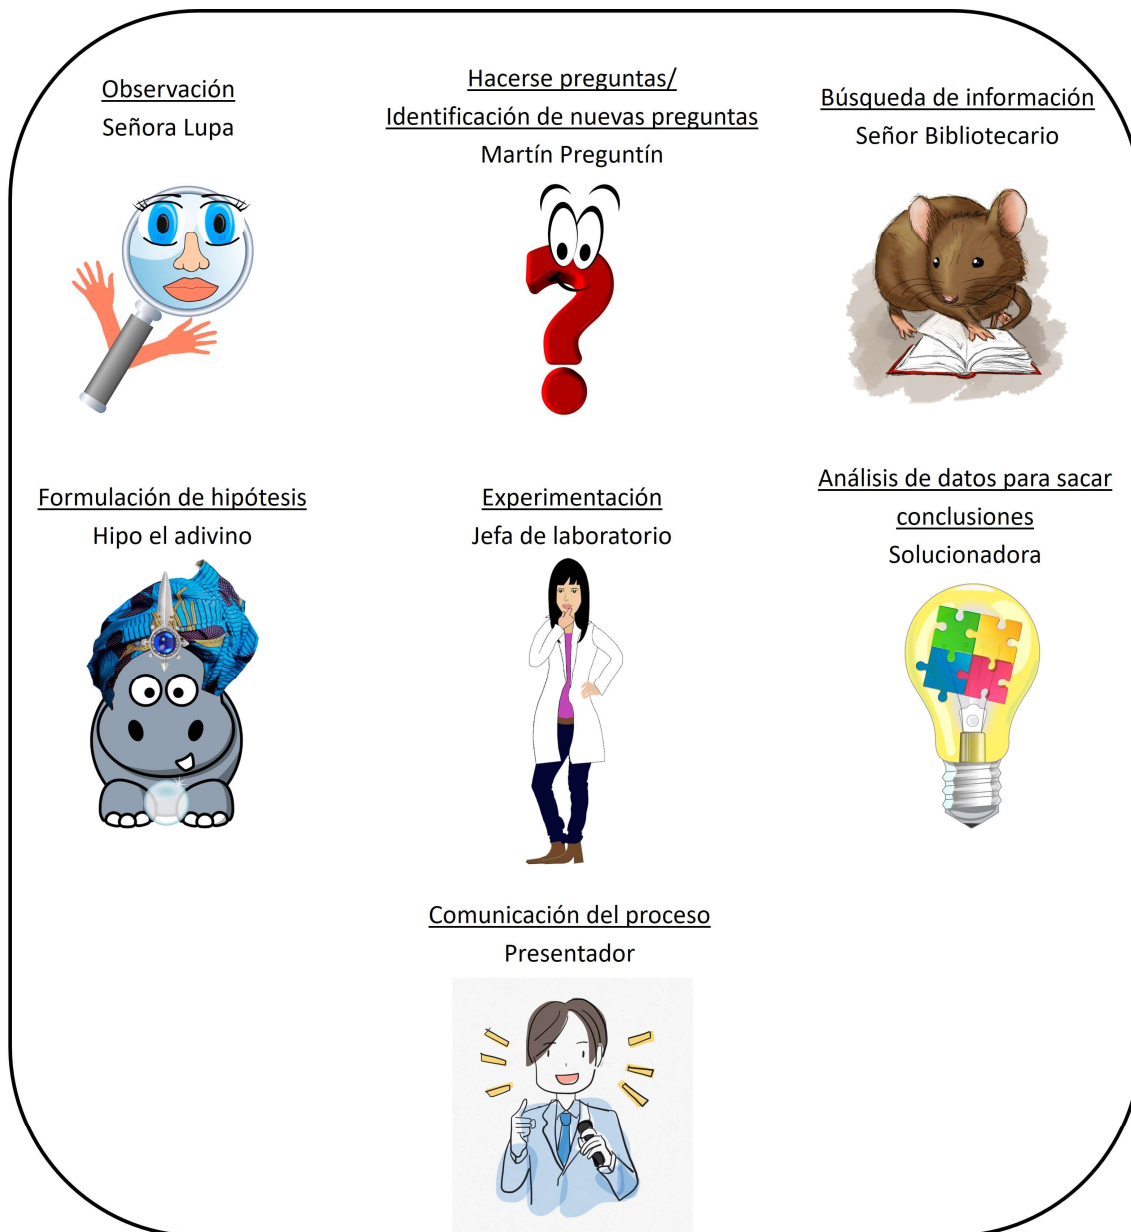 Observación
Señora Lupa
Hacerse preguntas/
Identificación de nuevas preguntas
Martín Preguntín
Búsqueda de información
Señor Bibliotecario
Formulación de hipótesis
Hipo el adivino
Experimentación
Jefa de laboratorio
Análisis de datos para sacar
conclusiones
Solucionadora
Comunicación del proceso
Presentador